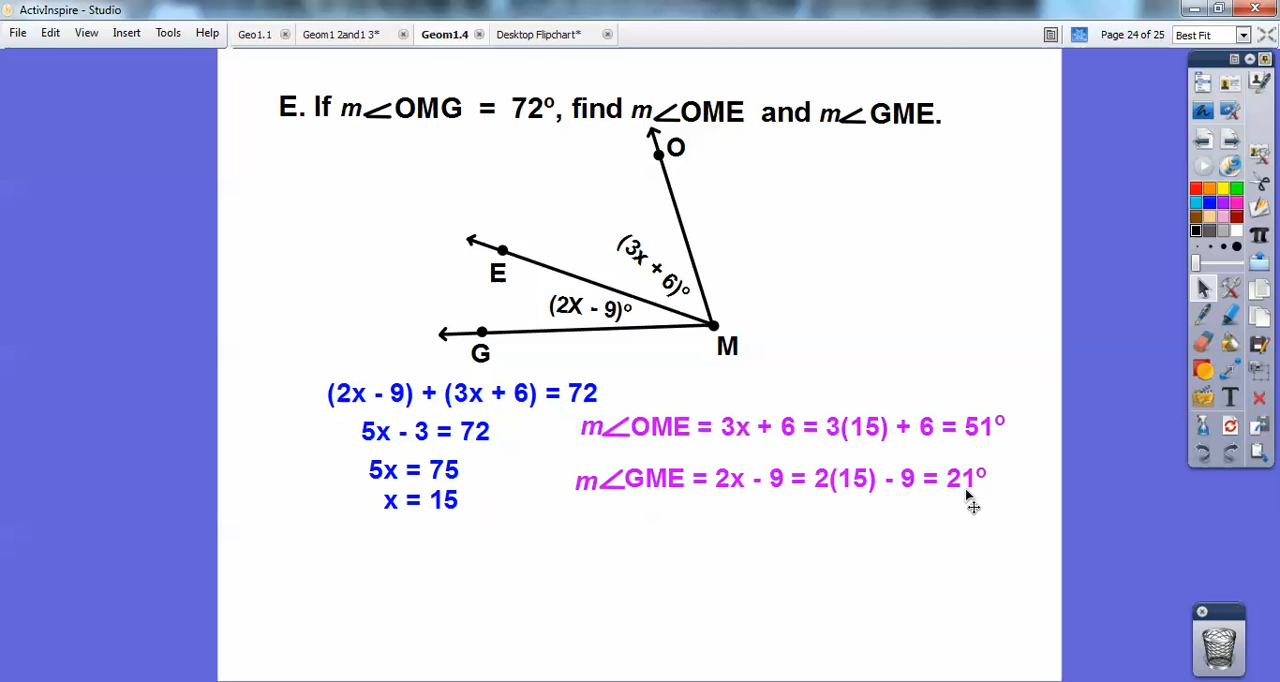 ActivInspire - Studio
File Edit View Insert Tools Help Geo1.1 Geom1 2and1 3* Geom1.4 Desktop Flipchart* Page 24 of 25 Best Fit
E. If m∠OMG = 72º, find m∠OME and m∠GME.
O
(3x + 6)º
E
(2X - 9)º
G
M
(2x - 9) + (3x + 6) = 72
5x - 3 = 72
5x = 75
x = 15
m∠OME = 3x + 6 = 3(15) + 6 = 51º
m∠GME = 2x - 9 = 2(15) - 9 = 21º